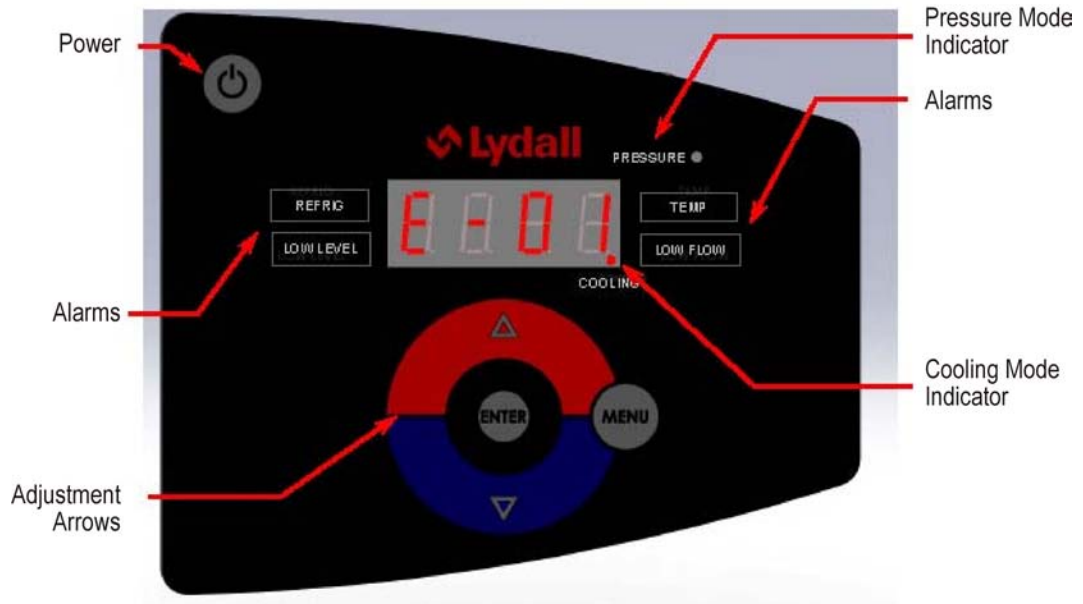 Power
Pressure Mode
Indicator
Alarms
Lydall
PRESSURE
REFRIG
LOW LEVEL
E-01.
TEMP
LOW FLOW
COOLING
Alarms
ENTER
MENU
Cooling Mode
Indicator
Adjustment
Arrows